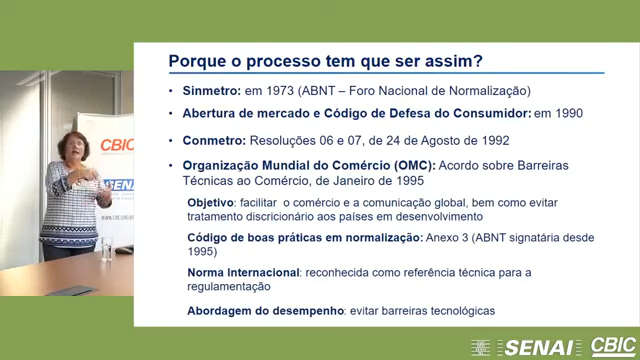 Porque o processo tem que ser assim?
• Sinmetro: em 1973 (ABNT – Foro Nacional de Normalização)
• Abertura de mercado e Código de Defesa do Consumidor: em 1990
• Conmetro: Resoluções 06 e 07, de 24 de Agosto de 1992
• Organização Mundial do Comércio (OMC): Acordo sobre Barreiras
Técnicas ao Comércio, de Janeiro de 1995
Objetivo: facilitar o comércio e a comunicação global, bem como evitar
tratamento discricionário aos países em desenvolvimento
Código de boas práticas em normalização: Anexo 3 (ABNT signatária desde
1995)
Norma Internacional: reconhecida como referência técnica para a
regulamentação
Abordagem do desempenho: evitar barreiras tecnológicas
CBIC
SENAI
SENAI
CBIC